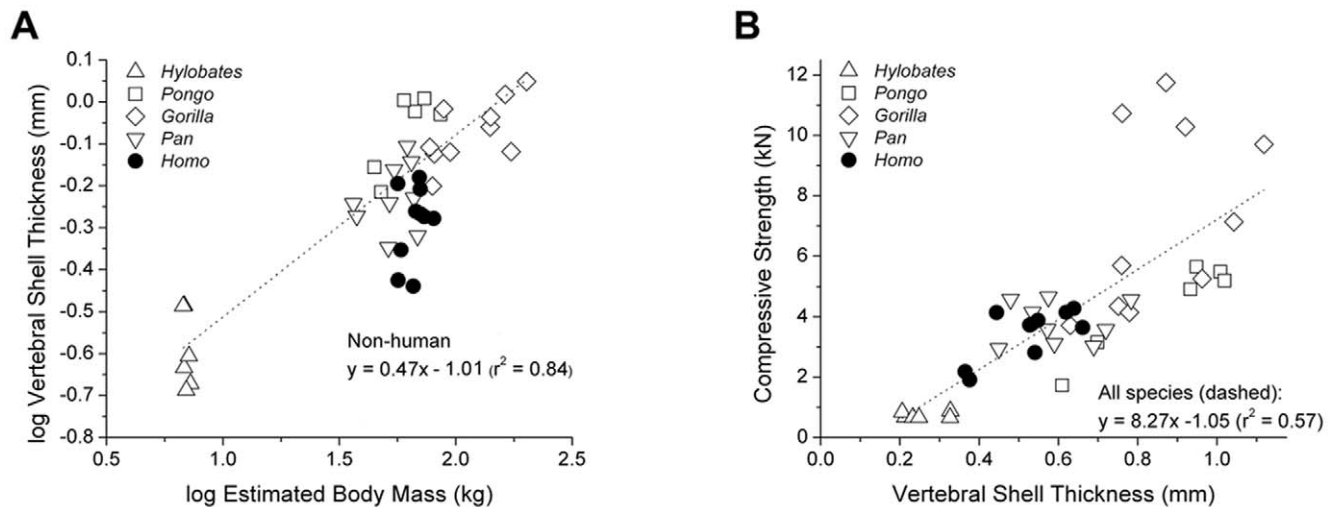 A
log Vertebral Shell Thickness (mm)
0.1
0.0
-0.1
-0.2
-0.3
-0.4
-0.5
-0.6
-0.7
-0.8
Hylobates
Pongo
Gorilla
Pan
Homo
Non-human
y = 0.47x - 1.01 (r² = 0.84)
0.5 1.0 1.5 2.0 2.5
log Estimated Body Mass (kg)
B
Compressive Strength (kN)
12
10
8
6
4
2
0
Hylobates
Pongo
Gorilla
Pan
Homo
All species (dashed):
y = 8.27x -1.05 (r² = 0.57)
0.0 0.2 0.4 0.6 0.8 1.0
Vertebral Shell Thickness (mm)